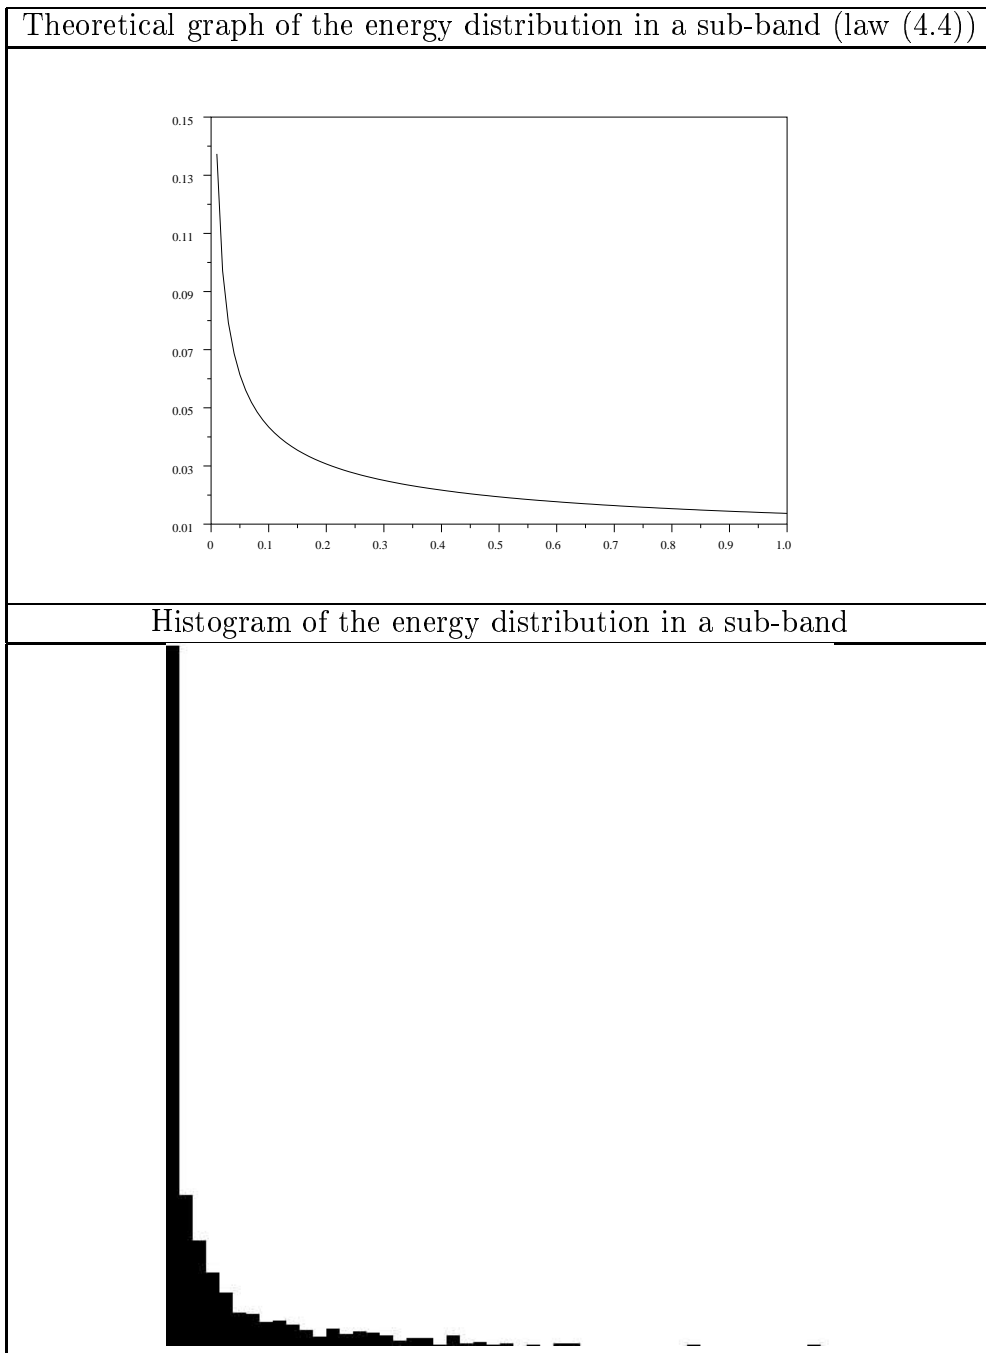 Theoretical graph of the energy distribution in a sub-band (law (4.4))
0.15
0.13
0.11
0.09
0.07
0.05
0.03
0.01
0 0.1 0.2 0.3 0.4 0.5 0.6 0.7 0.8 0.9 1.0
Histogram of the energy distribution in a sub-band